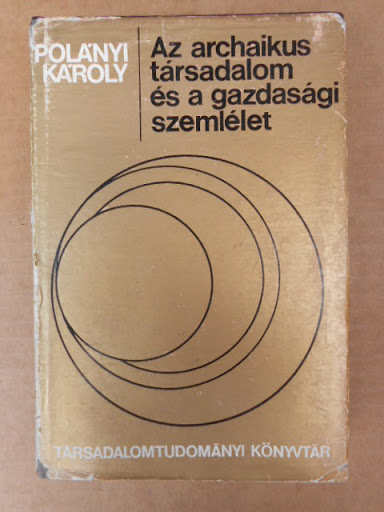 POLÁNYI
KÁROLY
Az archaikus
társadalom
és a gazdasági
szemlélet
TÁRSADALOMTUDOMÁNYI KÖNYVTÁR